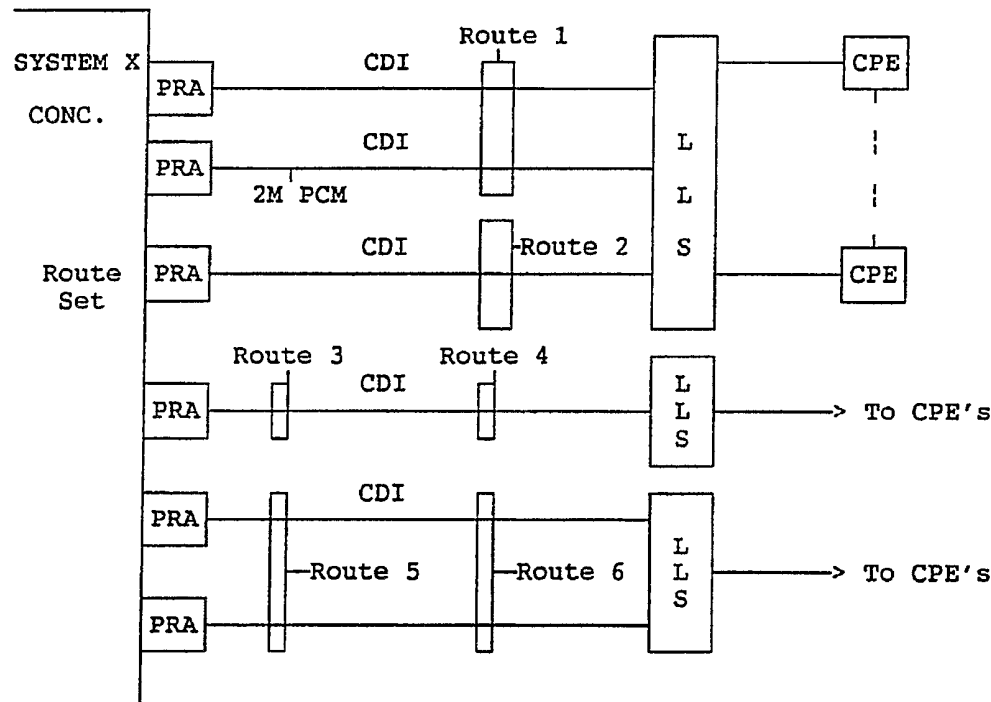 Route 1
SYSTEM X
CDI
CPE
PRA
CONC.
CDI
L
L
S
PRA
2M PCM
CDI
Route 2
CPE
PRA
Route
Set
Route 3
Route 4
CDI
L
L
S
PRA
To CPE's
CDI
PRA
L
L
S
Route 5
Route 6
To CPE's
PRA